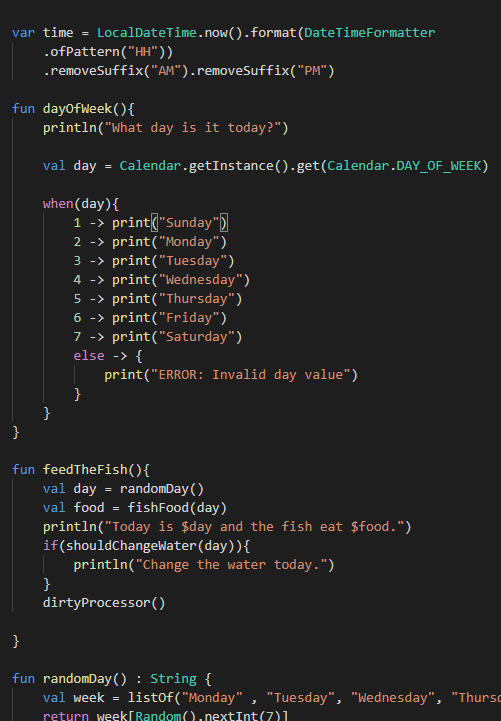 var time = LocalDateTime.now().format(DateTimeFormatter
    .ofPattern("HH"))
    .removeSuffix("AM").removeSuffix("PM")
fun dayOfWeek(){
    println("What day is it today?")
    val day = Calendar.getInstance().get(Calendar.DAY_OF_WEEK)
    when(day){
        1 -> print("Sunday")
        2 -> print("Monday")
        3 -> print("Tuesday")
        4 -> print("Wednesday")
        5 -> print("Thursday")
        6 -> print("Friday")
        7 -> print("Saturday")
        else -> {
            print("ERROR: Invalid day value")
        }
    }
}
fun feedTheFish(){
    val day = randomDay()
    val food = fishFood(day)
    println("Today is $day and the fish eat $food.")
    if(shouldChangeWater(day)){
        println("Change the water today.")
    }
    dirtyProcessor()
}
fun randomDay() : String {
    val week = listOf("Monday" , "Tuesday", "Wednesday", "Thursd
    return week[Random().nextInt(7)]